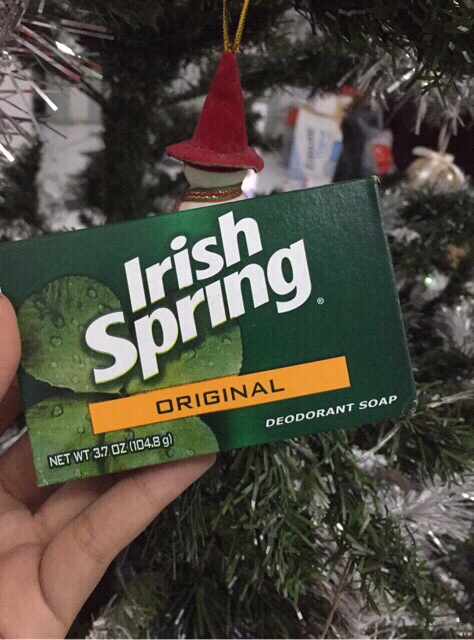 Irish
Spring®
ORIGINAL
DEODORANT SOAP
NET WT 3.7 OZ (104.8 g)